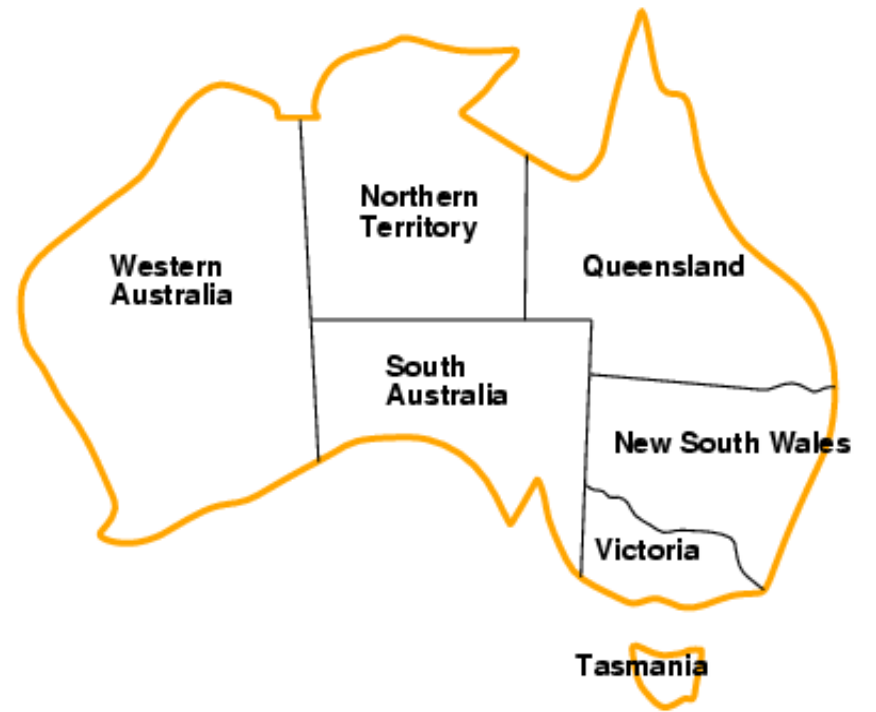 Northern
Territory
Western
Australia
Queensland
South
Australia
New South Wales
Victoria
Tasmania